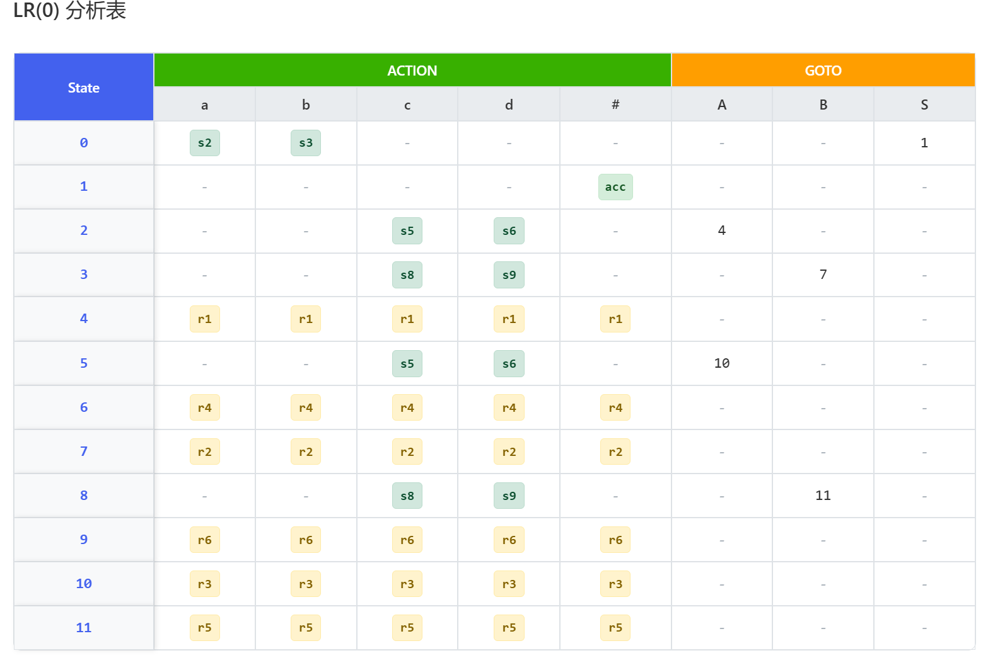 LR(0) 分析表
State ACTION GOTO
a b c d # A B S
0 s2 s3 - - - - - 1
1 - - - - acc - - -
2 - - s5 s6 - 4 - -
3 - - s8 s9 - - 7 -
4 r1 r1 r1 r1 r1 - - -
5 - - s5 s6 - 10 - -
6 r4 r4 r4 r4 r4 - - -
7 r2 r2 r2 r2 r2 - - -
8 - - s8 s9 - - 11 -
9 r6 r6 r6 r6 r6 - - -
10 r3 r3 r3 r3 r3 - - -
11 r5 r5 r5 r5 r5 - - -